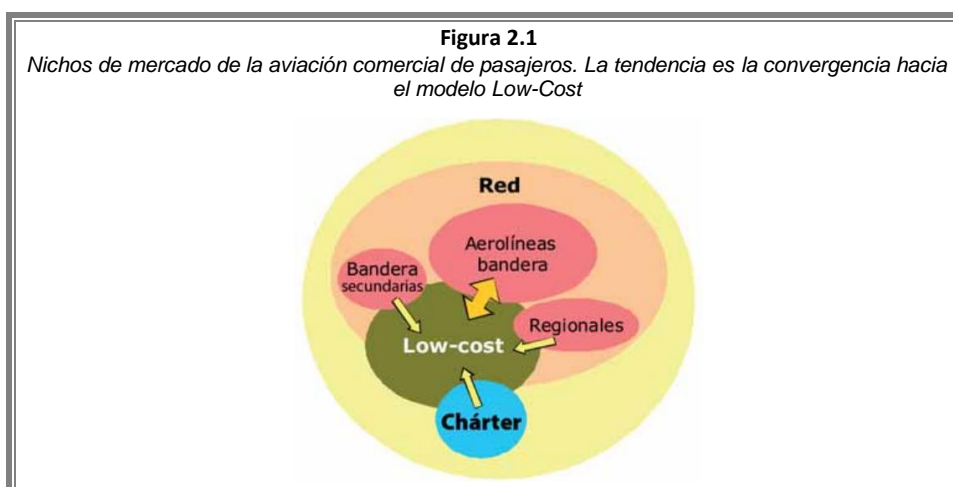 Figura 2.1
Nichos de mercado de la aviación comercial de pasajeros. La tendencia es la convergencia hacia
el modelo Low-Cost
Red
Aerolíneas
bandera
Bandera
secundarias
Regionales
Low-cost
Chárter